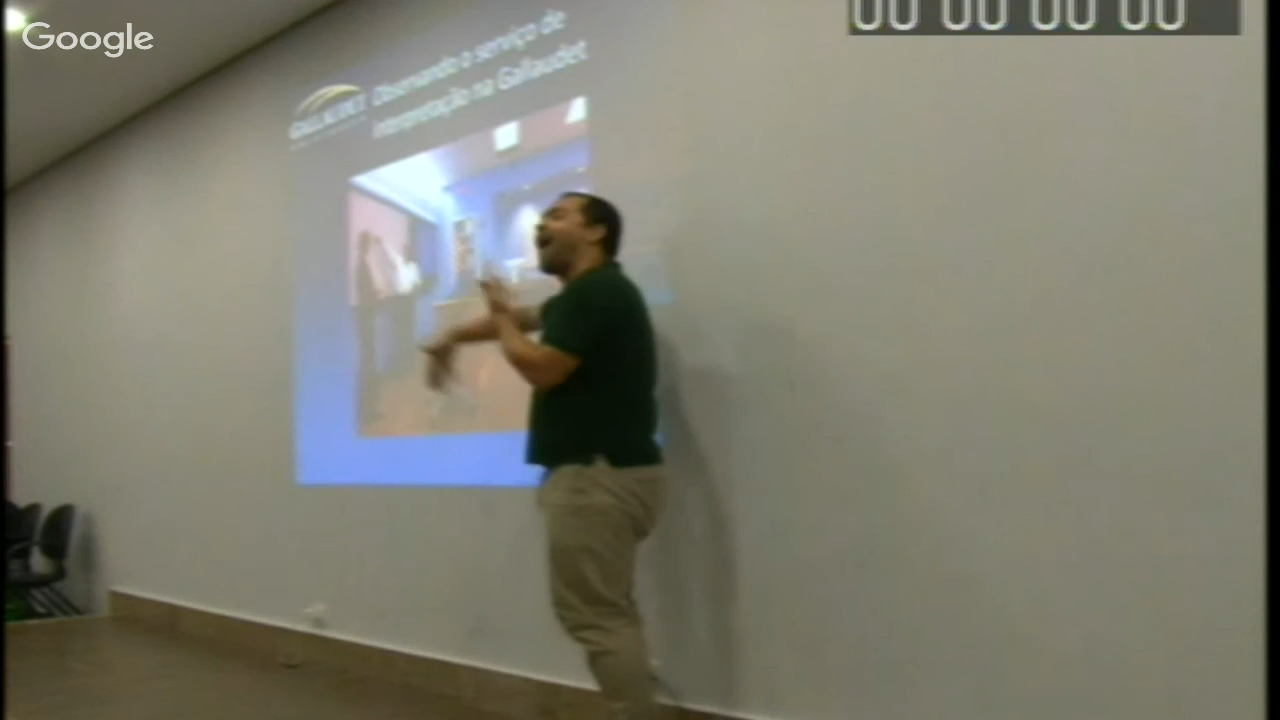 Google
00 00 00 00
Observando o serviço de
interpretação na Gallaudet
GALLAUDET